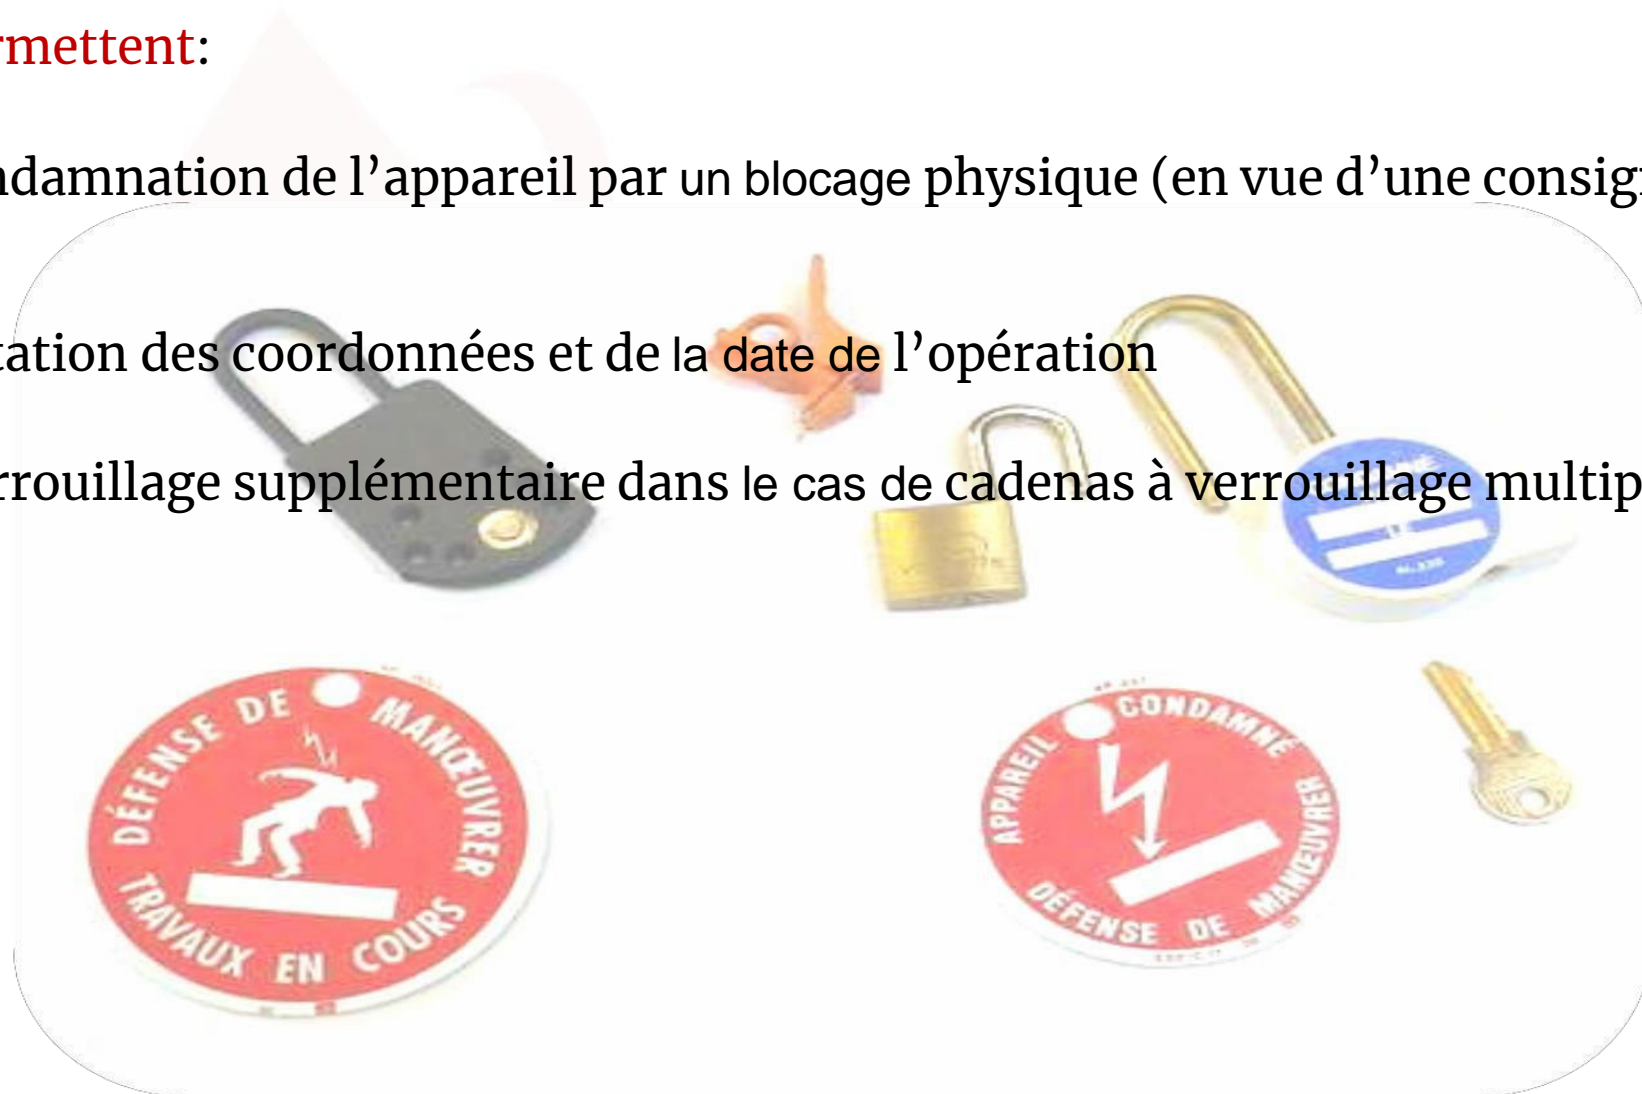 rmettent:
ndamnation de l’appareil par un blocage physique (en vue d’une consig
tation des coordonnées et de la date de l’opération
rrouillage supplémentaire dans le cas de cadenas à verrouillage multip
DÉFENSE DE MANŒUVRER
TRAVAUX EN COURS
APPAREIL CONDAMNÉ
DÉFENSE DE MANŒUVRER